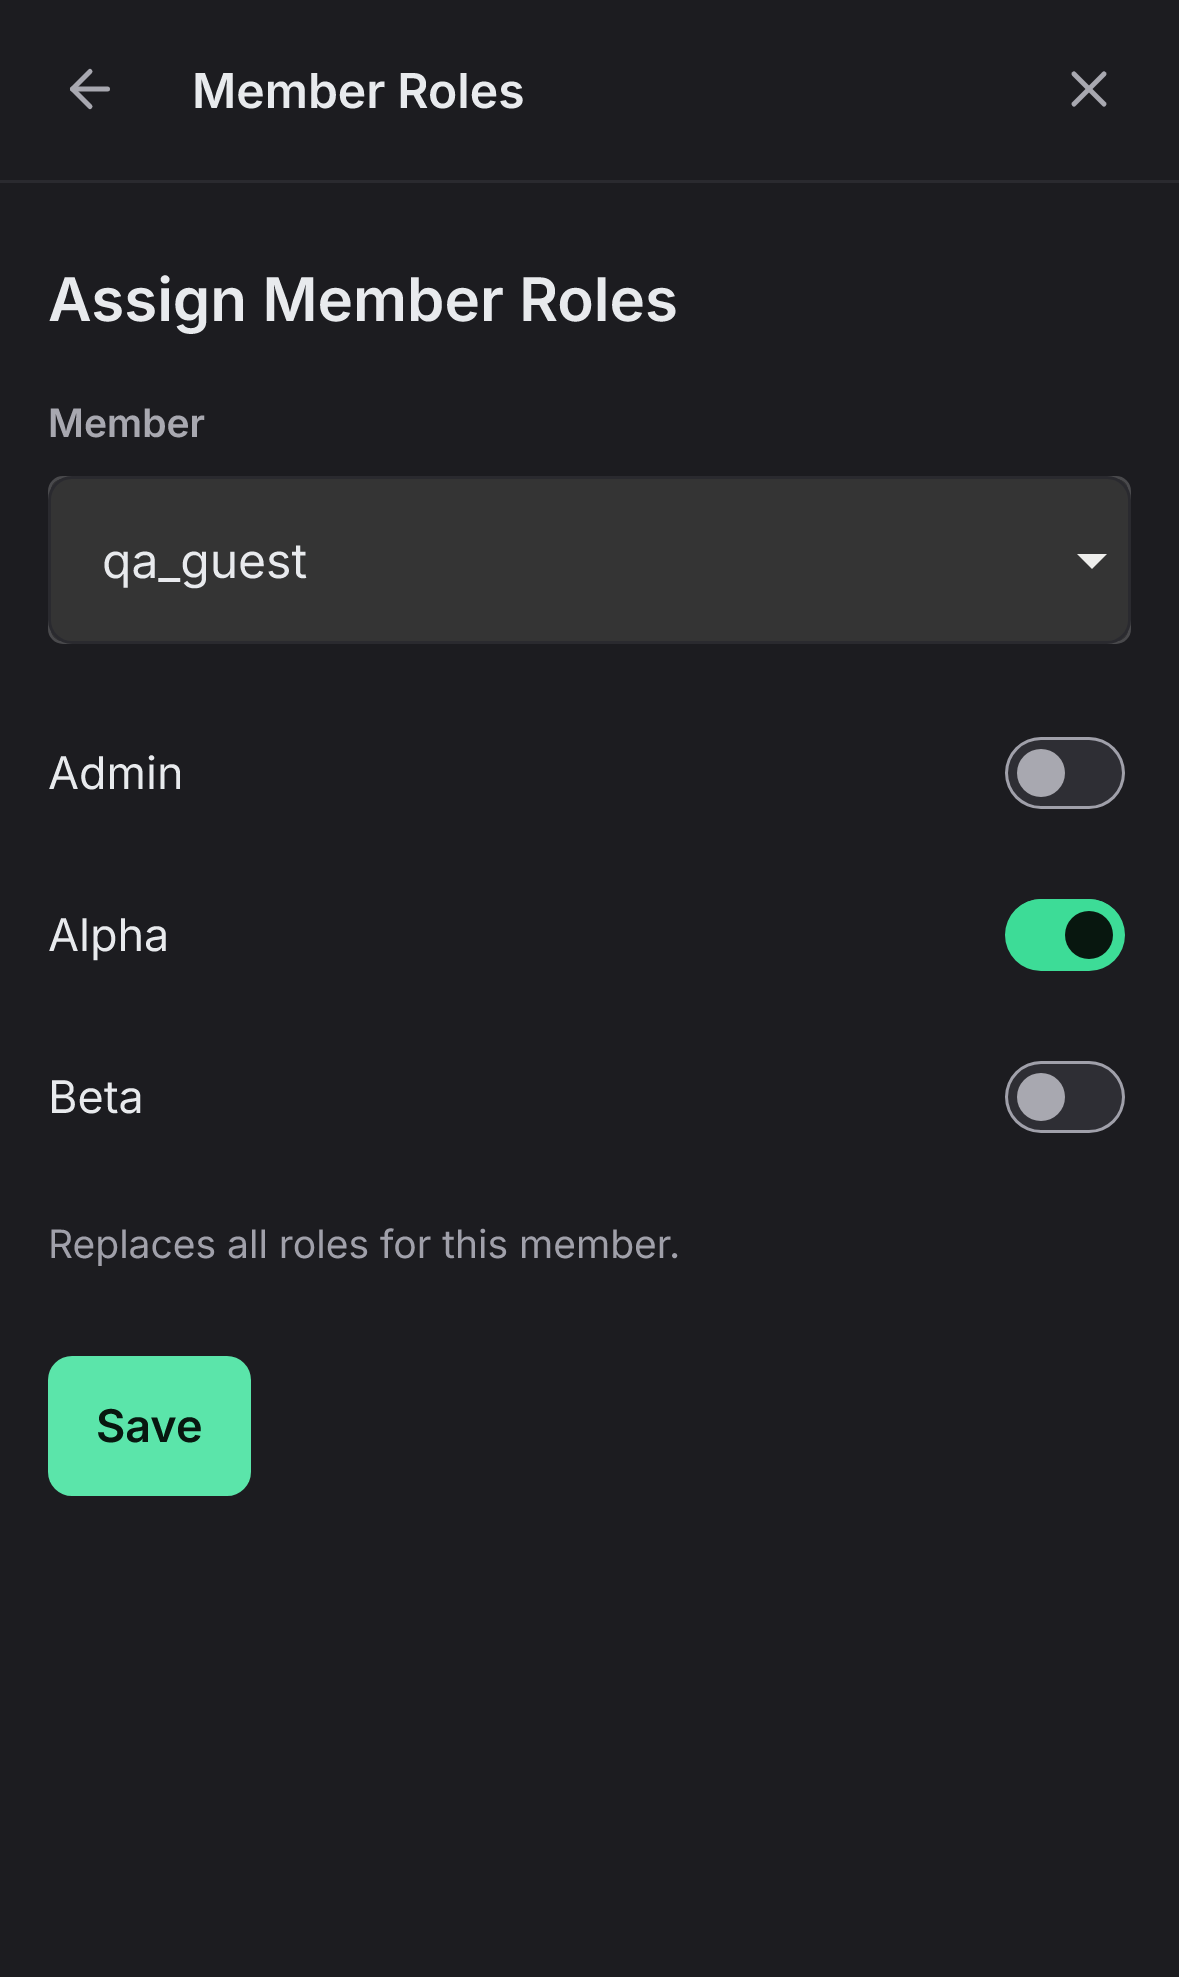 Member Roles
Assign Member Roles
Member
qa_guest
Admin
Alpha
Beta
Replaces all roles for this member.
Save